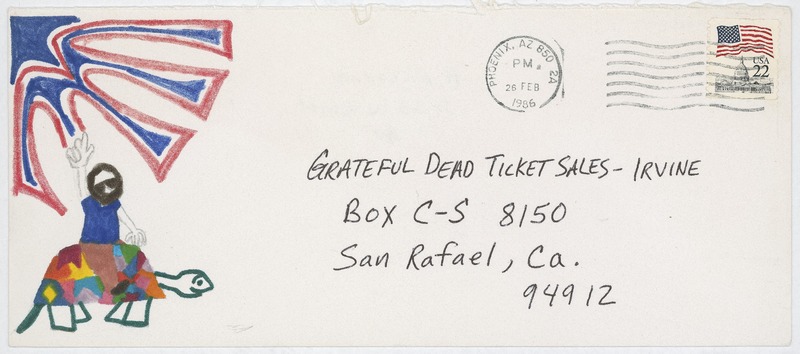 PHOENIX, AZ 850 2A
PM
26 FEB
1986
USA
22
GRATEFUL DEAD TICKET SALES - IRVINE
BOX C-S 8150
San Rafael, Ca.
94912